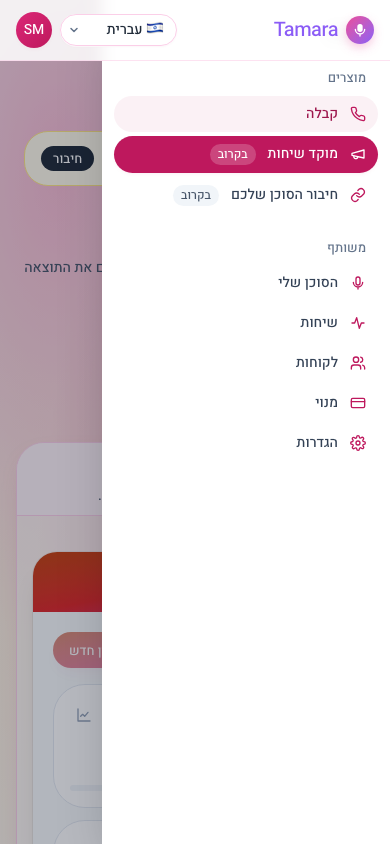 Tamara
עברית
SM
מוצרים
קבלה
מוקד שיחות בקרוב
חיבור הסוכן שלכם בקרוב
משותף
הסוכן שלי
שיחות
לקוחות
מנוי
הגדרות
חיבור
את התוצאה
חדש